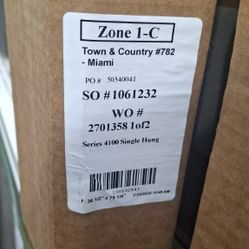 Zone 1-C
Town & Country #782
- Miami
PO # 50540041
SO #1061232
WO #
2701358 1of2
Series 4100 Single Hung